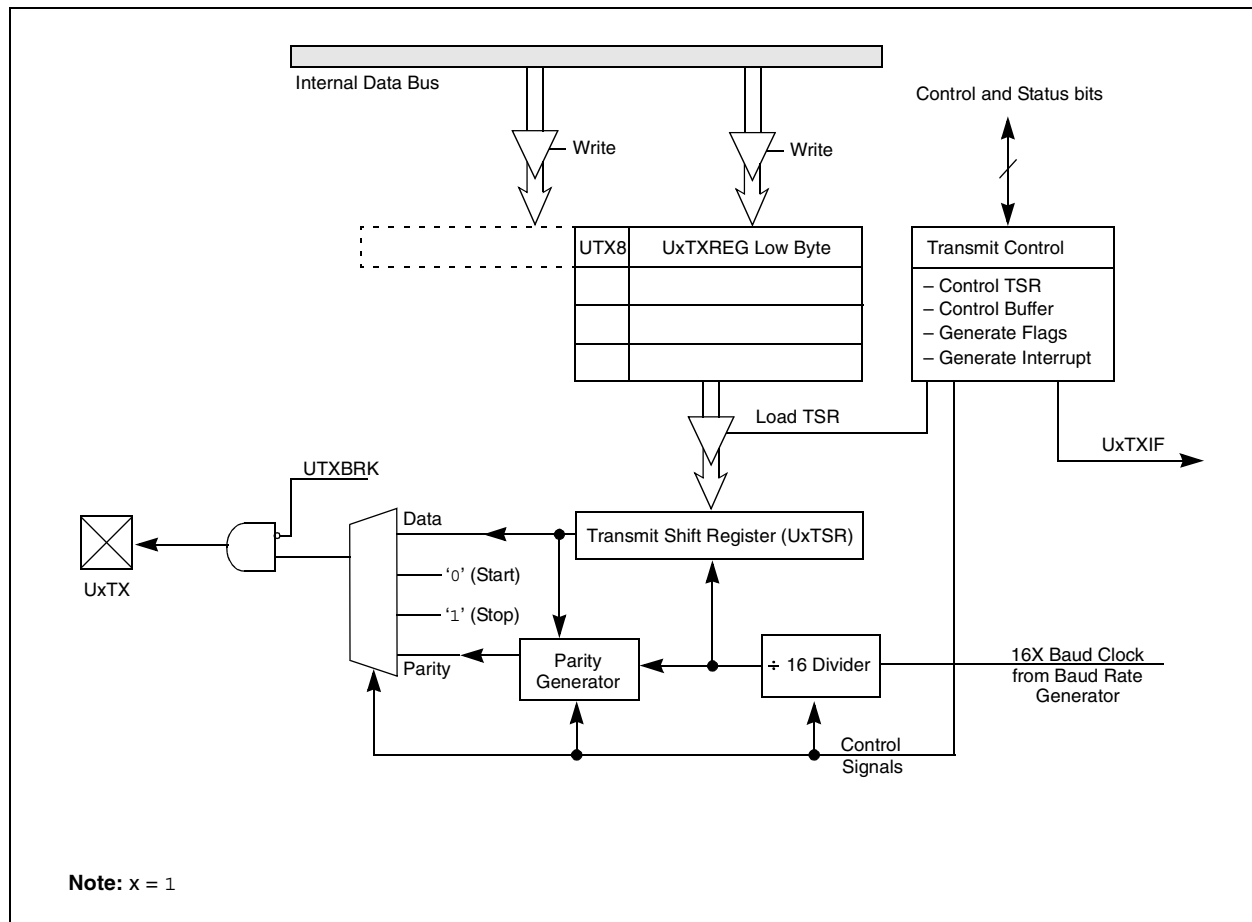 Internal Data Bus
Control and Status bits
Write
Write
UTX8
UxTXREG Low Byte
Transmit Control
– Control TSR
– Control Buffer
– Generate Flags
– Generate Interrupt
Load TSR
UxTXIF
UTXBRK
Data
Transmit Shift Register (UxTSR)
UxTX
‘0’ (Start)
‘1’ (Stop)
Parity
Parity
Generator
÷ 16 Divider
16X Baud Clock
from Baud Rate
Generator
Control
Signals
Note: x = 1